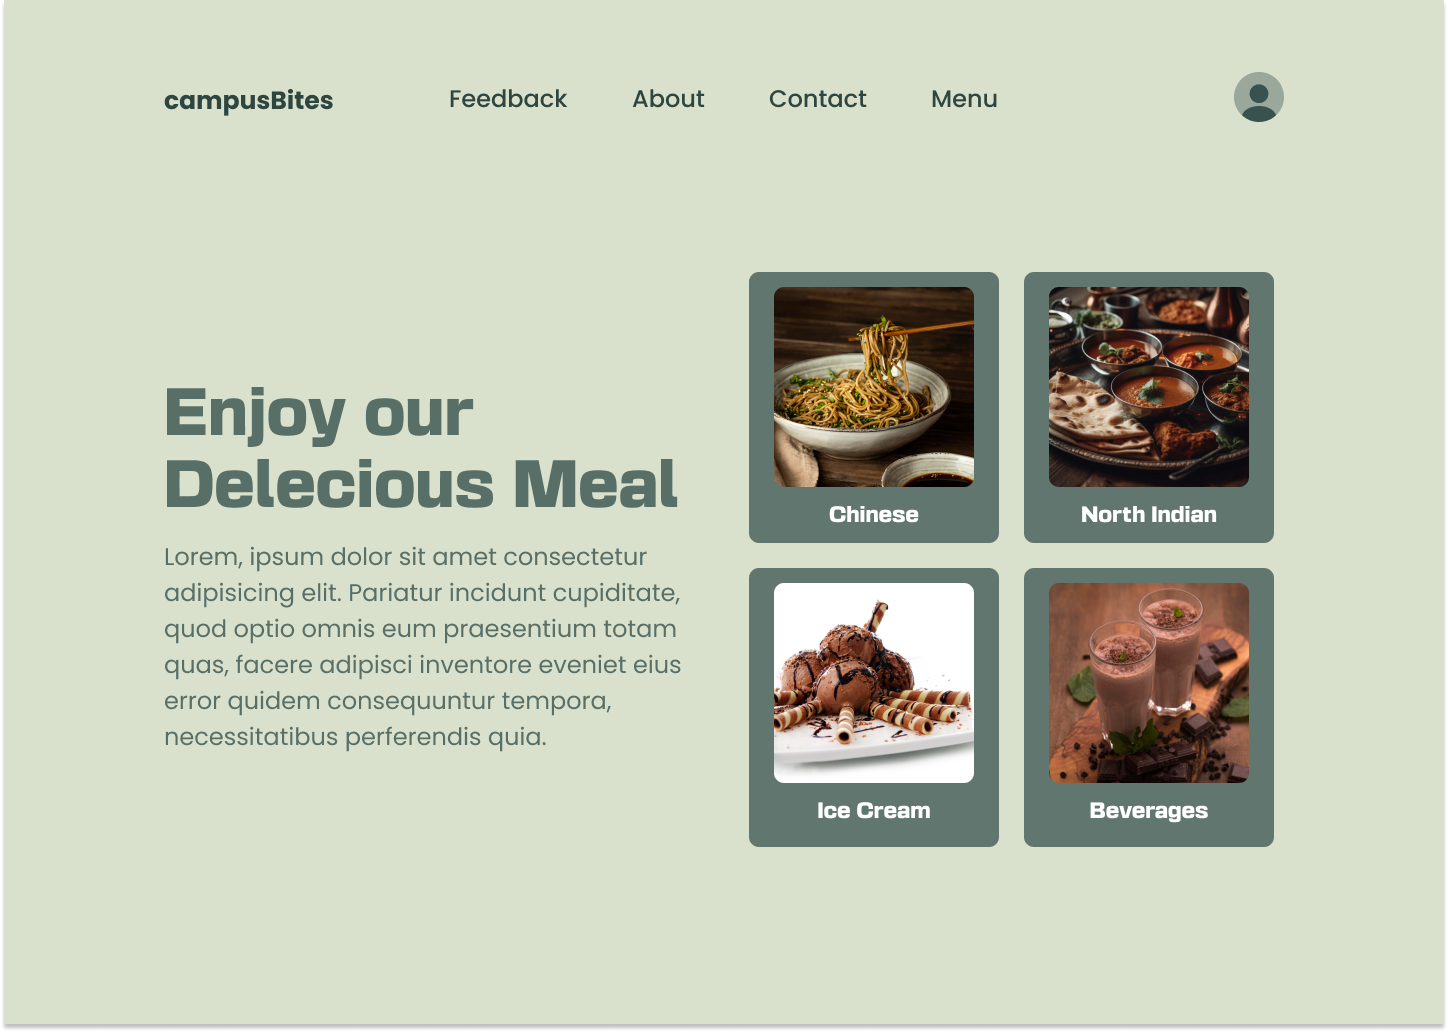 campusBites
Feedback
About
Contact
Menu
Enjoy our
Delecious Meal
Lorem, ipsum dolor sit amet consectetur
adipisicing elit. Pariatur incidunt cupiditate,
quod optio omnis eum praesentium totam
quas, facere adipisci inventore eveniet eius
error quidem consequuntur tempora,
necessitatibus perferendis quia.
Chinese
North Indian
Ice Cream
Beverages